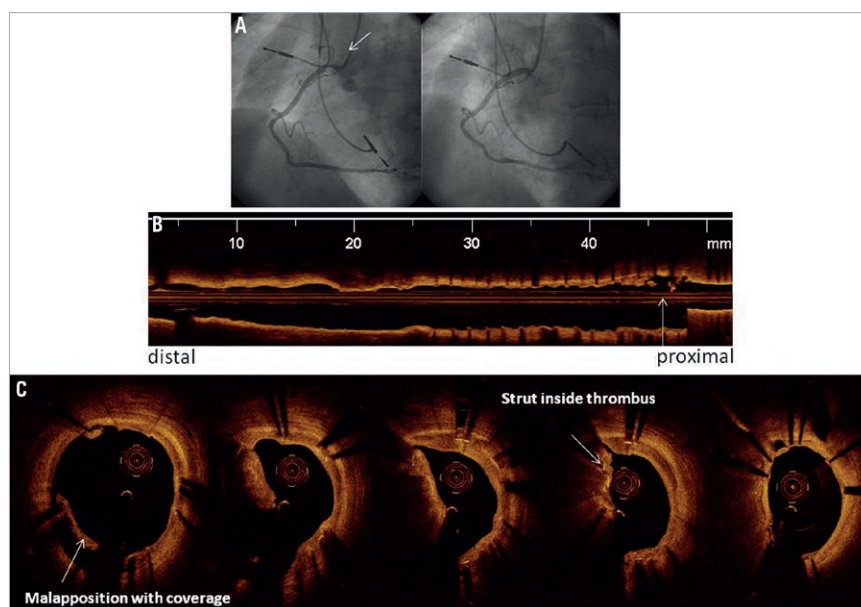 A
B
10 20 30 40 mm
distal proximal
C
Strut inside thrombus
Malapposition with coverage